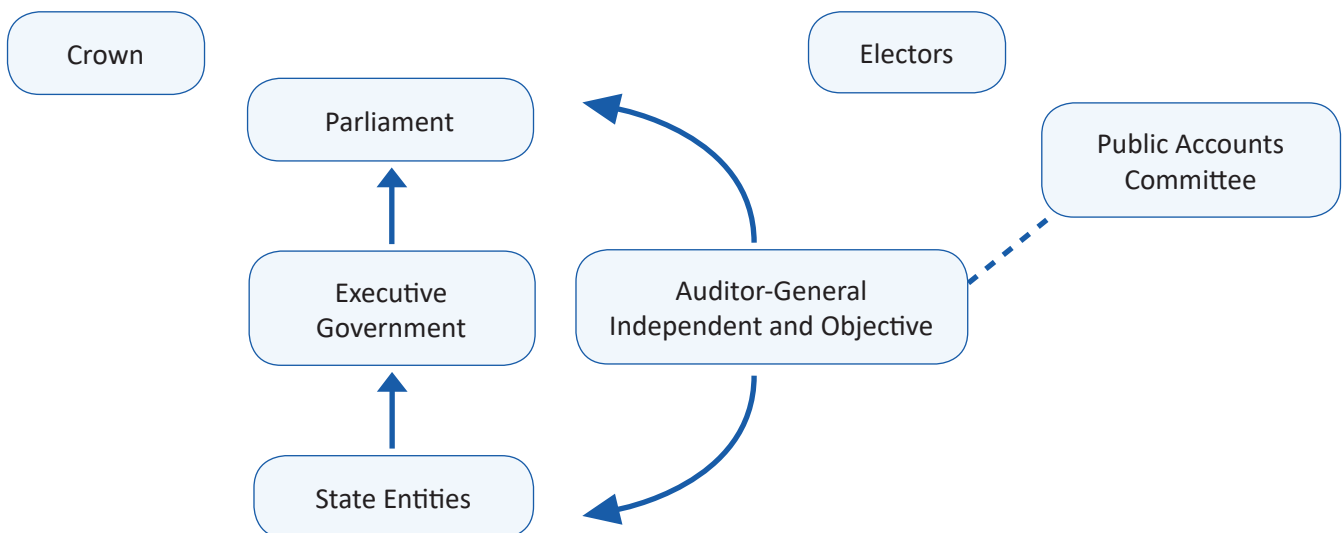 Crown
Electors
Parliament
Public Accounts
Committee
Executive
Government
Auditor-General
Independent and Objective
State Entities